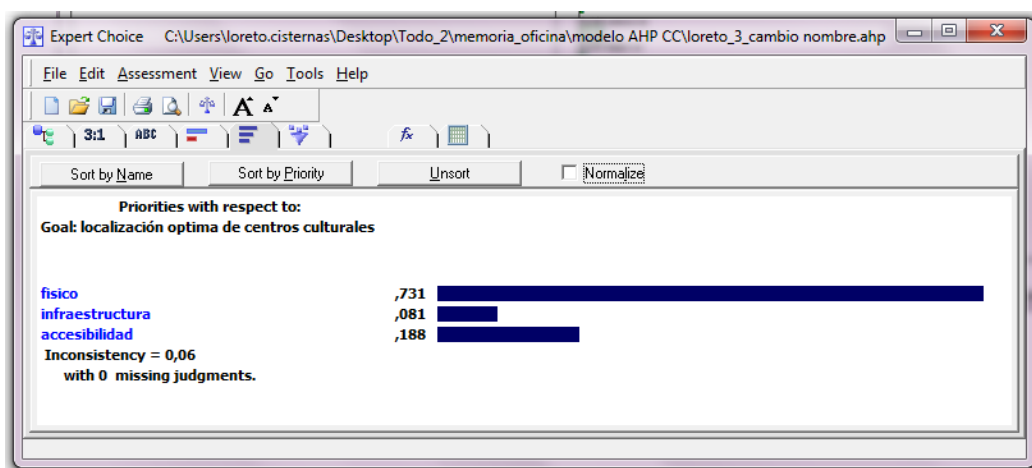 Expert Choice C:\Users\loreto.cisternas\Desktop\Todo_2\memoria_oficina\modelo AHP CC\loreto_3_cambio nombre.ahp
File Edit Assessment View Go Tools Help
A A
3:1 ABC fx
Sort by Name Sort by Priority Unsort Normalize
Priorities with respect to:
Goal: localización optima de centros culturales
fisico ,731
infraestructura ,081
accesibilidad ,188
Inconsistency = 0,06
with 0 missing judgments.